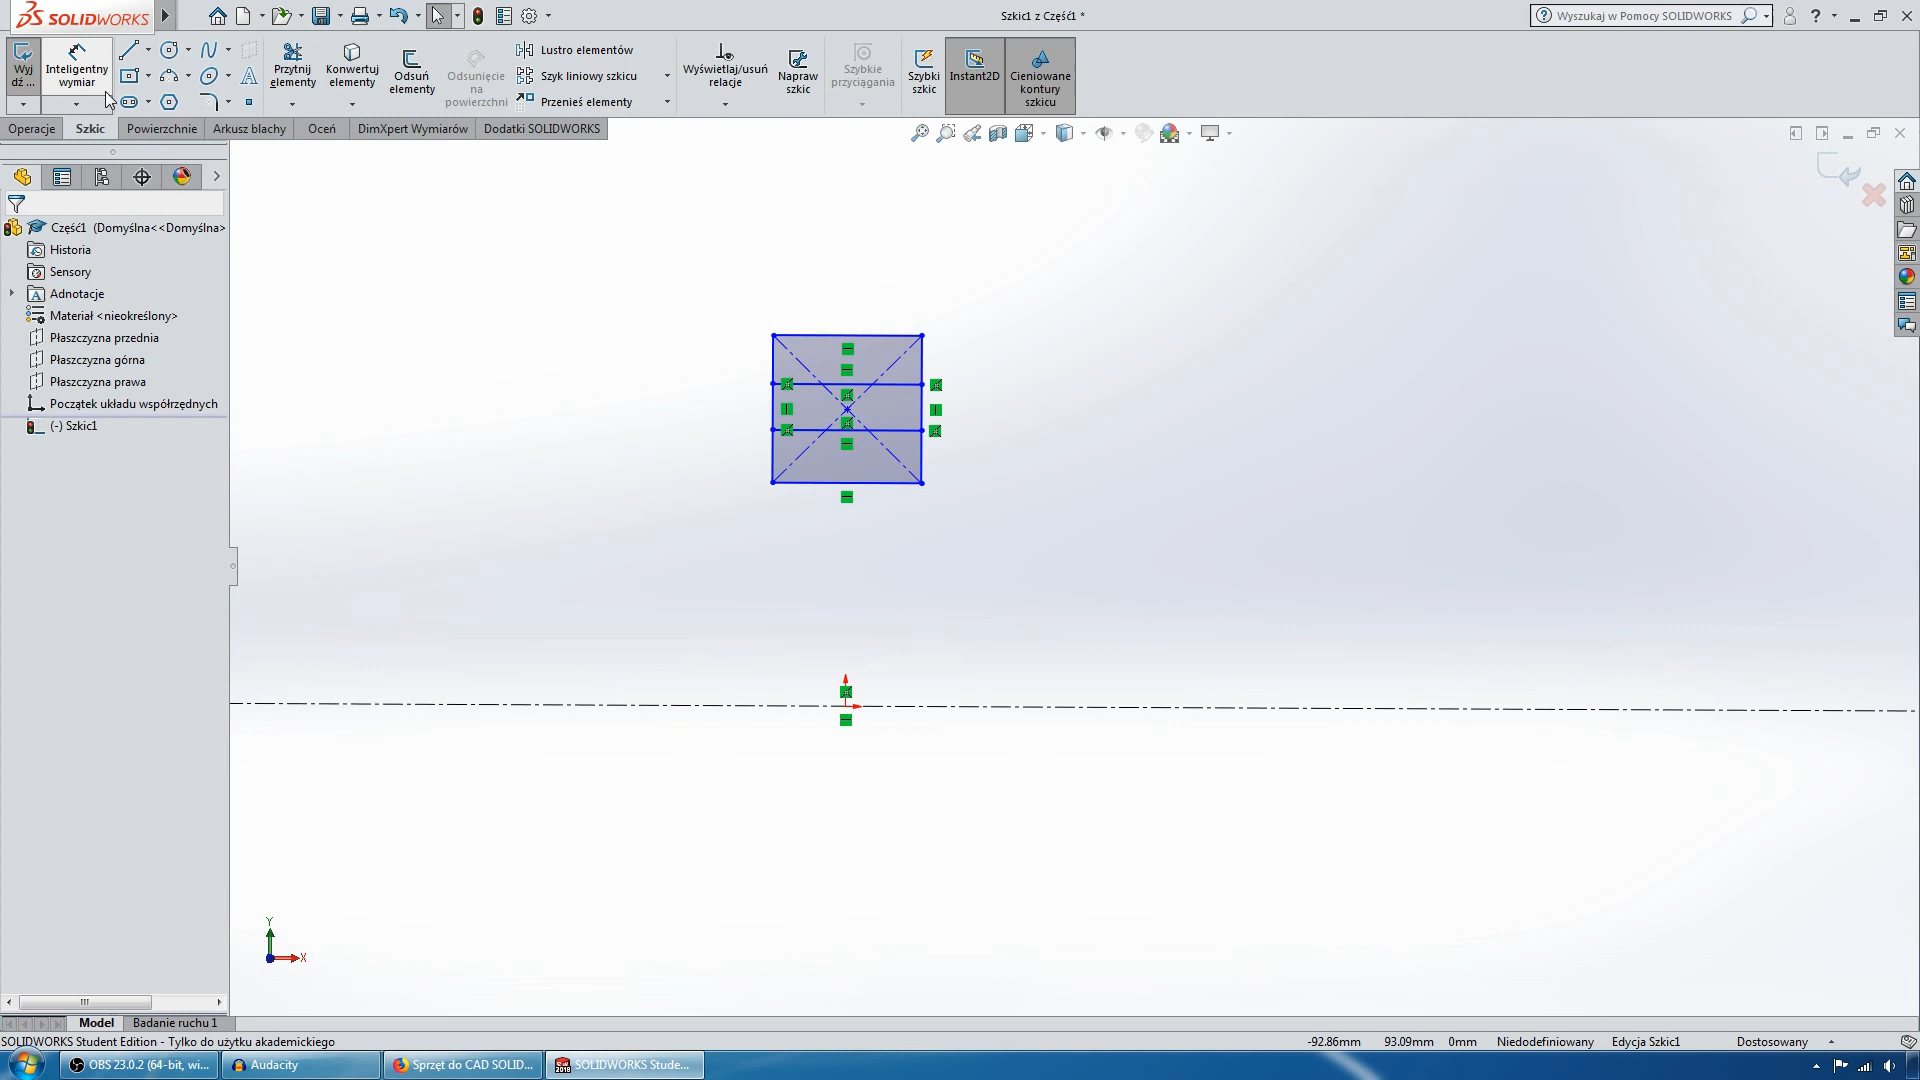 SOLIDWORKS
Szkic1 z Część1 *
Wyszukaj w Pomocy SOLIDWORKS
Wyj
dź ...
Inteligentny
wymiar
Przytnij
elementy
Konwertuj
elementy
Odsuń
elementy
Odsunięcie
na
powierzchni
Lustro elementów
Szyk liniowy szkicu
Przenieś elementy
Wyświetlaj/usuń
relacje
Napraw
szkic
Szybkie
przyciągania
Szybki
szkic
Instant2D
Cieniowane
kontury
szkicu
Operacje
Szkic
Powierzchnie
Arkusz blachy
Oceń
DimXpert Wymiarów
Dodatki SOLIDWORKS
Część1 (Domyślna<<Domyślna>
Historia
Sensory
Adnotacje
Materiał <nieokreślony>
Płaszczyzna przednia
Płaszczyzna górna
Płaszczyzna prawa
Początek układu współrzędnych
(-) Szkic1
Y
X
Model
Badanie ruchu 1
SOLIDWORKS Student Edition - Tylko do użytku akademickiego
-92.86mm
93.09mm
0mm
Niedodefiniowany
Edycja Szkic1
Dostosowany
OBS 23.0.2 (64-bit, wi...
Audacity
Sprzęt do CAD SOLID...
SOLIDWORKS Stude...